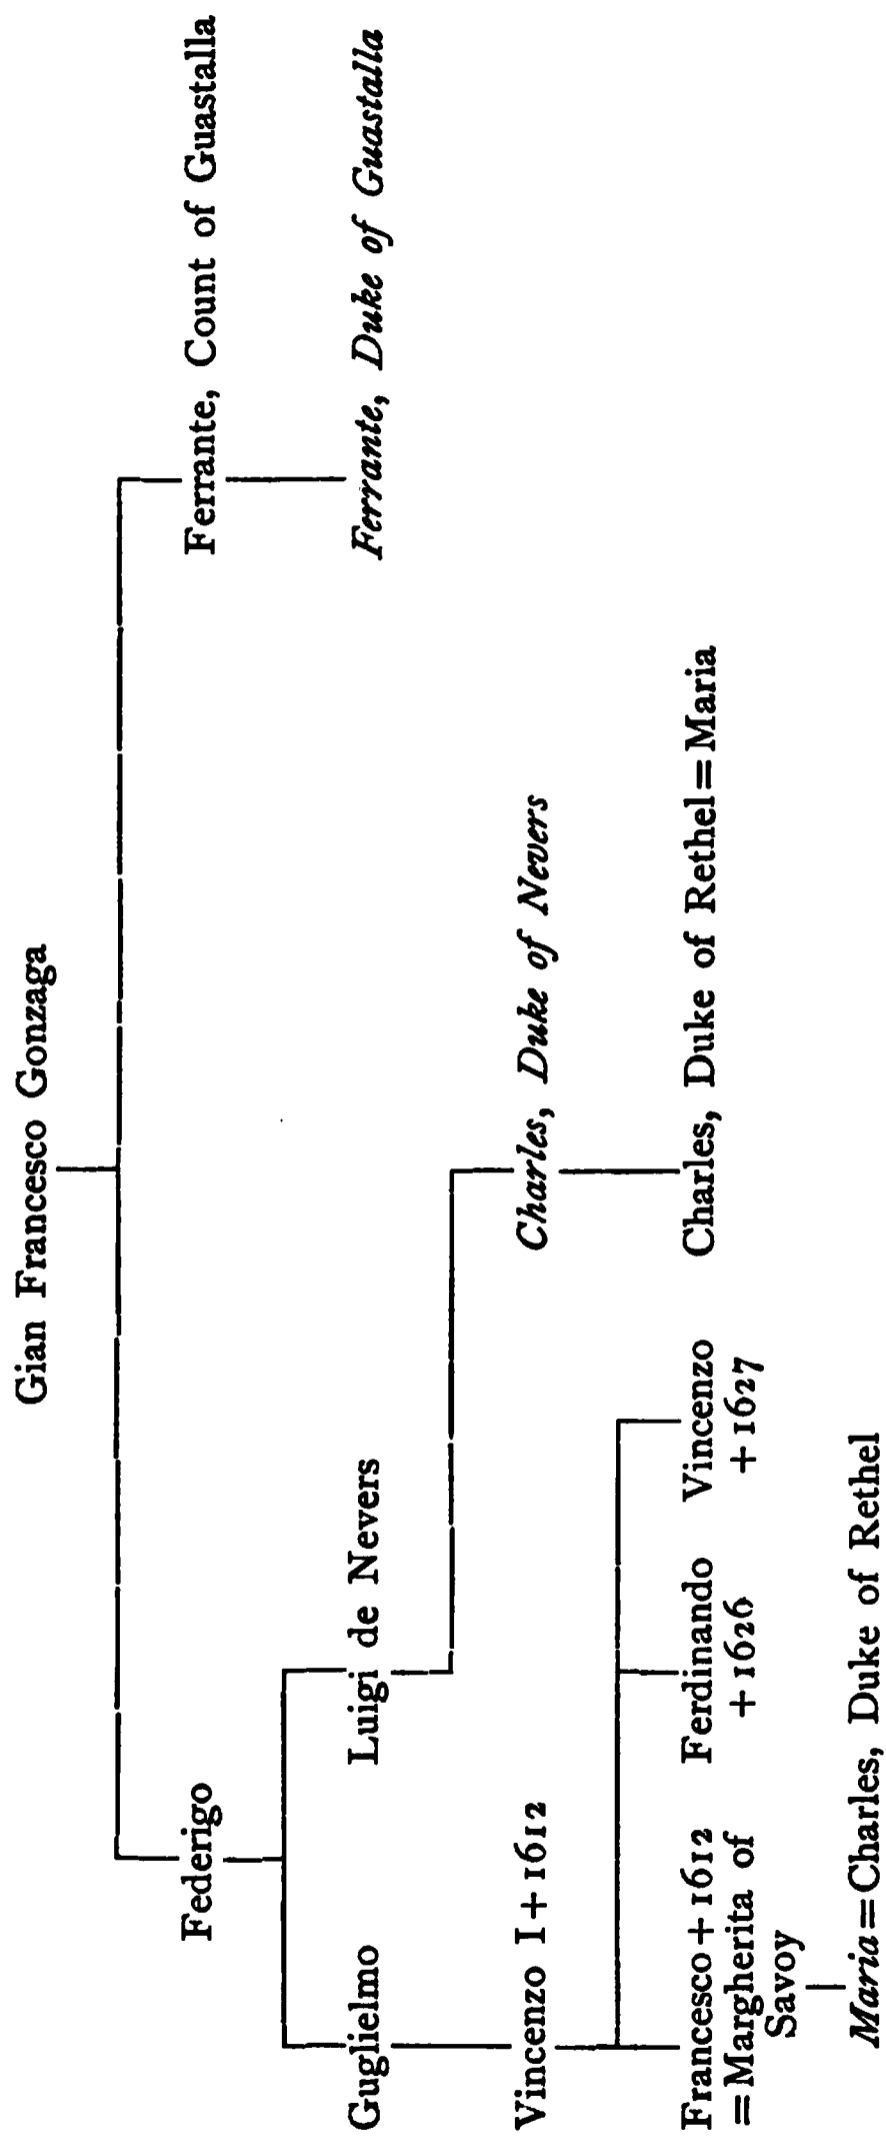 Gian Francesco Gonzaga
Federigo
Ferrante, Count of Guastalla
Guglielmo
Luigi de Nevers
Ferrante, Duke of Guastalla
Vincenzo I + 1612
Charles, Duke of Nevers
Francesco + 1612
= Margherita of
Savoy
Ferdinando
+ 1626
Vincenzo
+ 1627
Charles, Duke of Rethel = Maria
Maria = Charles, Duke of Rethel